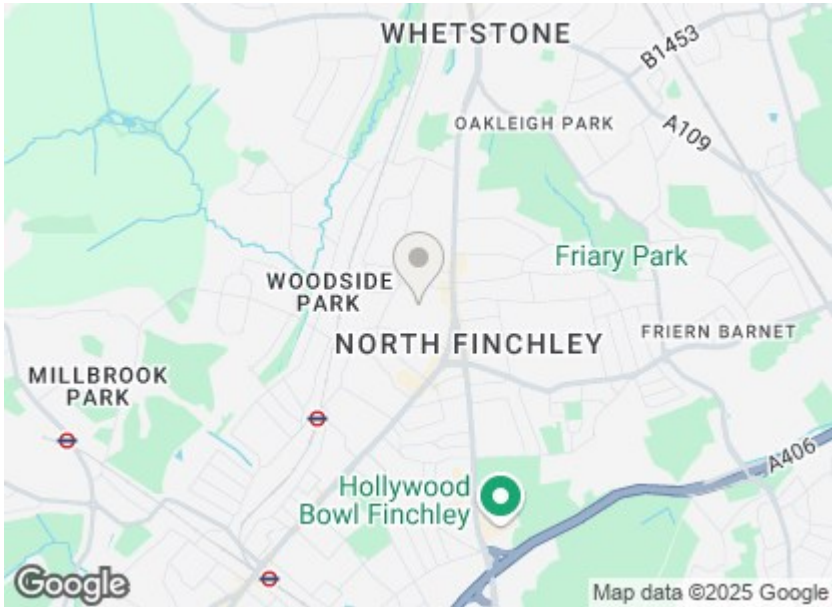 WHETSTONE
B1453
OAKLEIGH PARK
A109
Friary Park
WOODSIDE
PARK
NORTH FINCHLEY
FRIERN BARNET
MILLBROOK
PARK
A406
Hollywood
Bowl Finchley
Google
Map data ©2025 Google